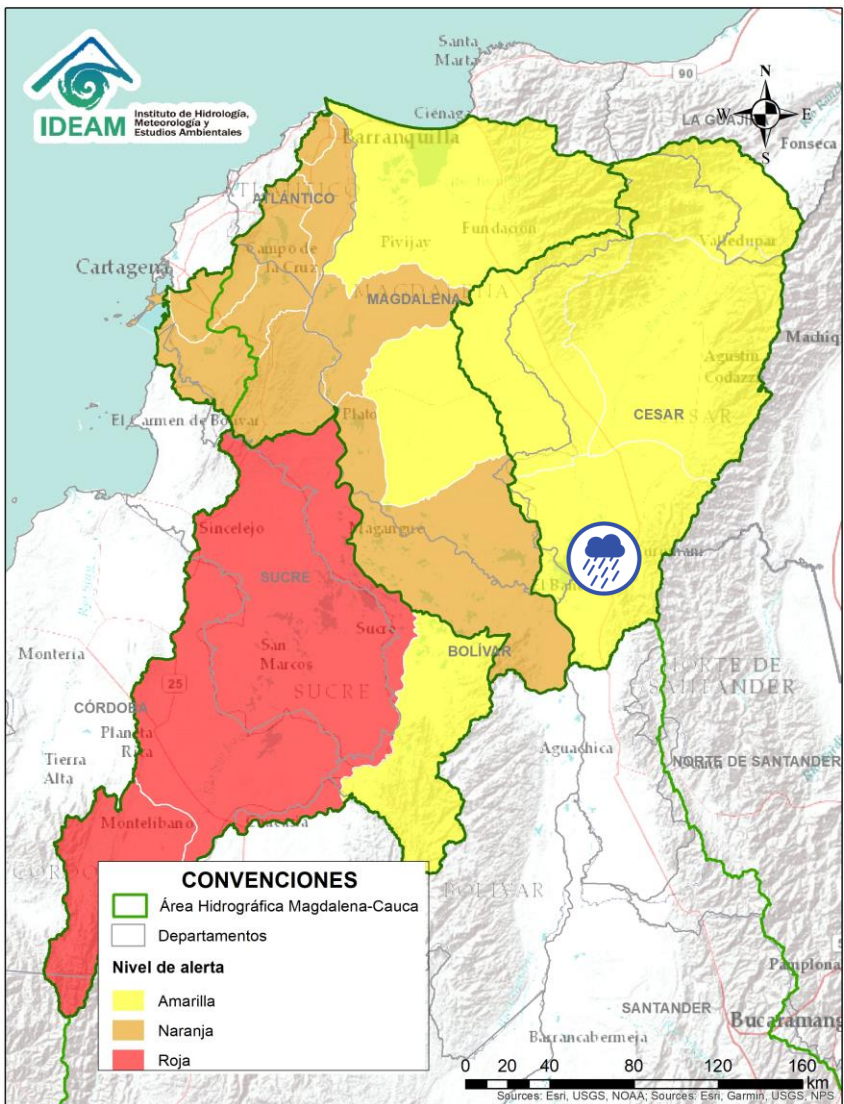 Santa
Marta
90
N
W E
S
IDEAM
Instituto de Hidrología,
Meteorología y
Estudios Ambientales
Ciénaga
LA GUAJIRA
Fonseca
Barranquilla
ATLÁNTICO
Valledupar
Pivijay
Fundación
Campo de
la Cruz
Cartagena
MAGDALENA
Agustín
Codazzi
El Carmen de Bolívar
Plato
CESAR
Magangue
Sincelejo
SUCRE
Sucre
BOLÍVAR
San
Marcos
SUCRE
Montería
25
CÓRDOBA
Planeta
Rica
Tierra
Alta
NORTE DE
SANTANDER
Aguachica
NORTE DE SANTANDER
Montelíbano
BOLÍVAR
CONVENCIONES
Área Hidrográfica Magdalena-Cauca
Departamentos
Nivel de alerta
Amarilla
Naranja
Roja
Pamplona
SANTANDER
Barrancabermeja
0 20 40 80 120 160
km
Sources: Esri, USGS, NOAA; Sources: Esri, Garmin, USGS, NPS